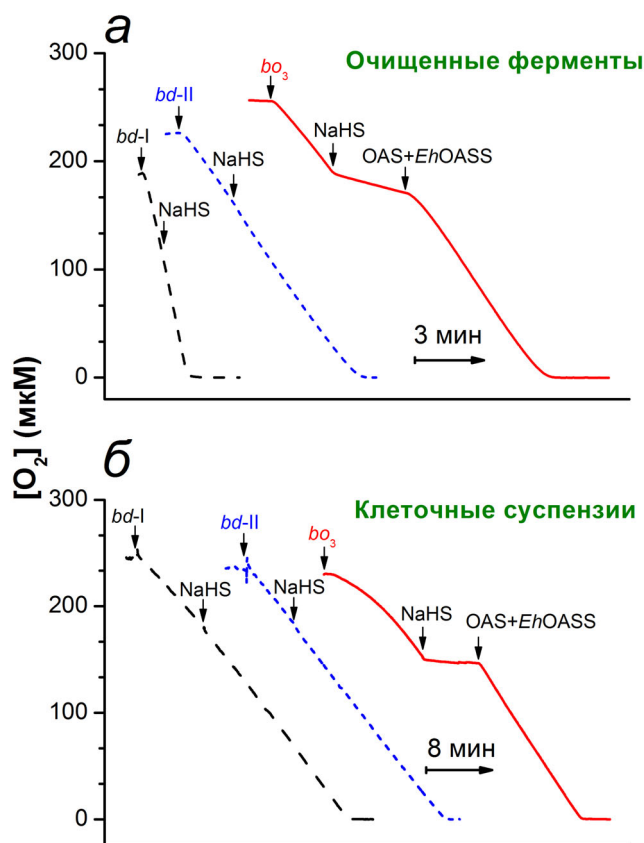 а
Очищенные ферменты
300
bo₃
bd-II
NaHS
bd-I
OAS+EhOASS
NaHS
200
NaHS
100
3 мин
0
[O₂] (мкМ)
б
Клеточные суспензии
300
bd-I
bd-II
bo₃
NaHS
NaHS
NaHS
OAS+EhOASS
200
100
8 мин
0